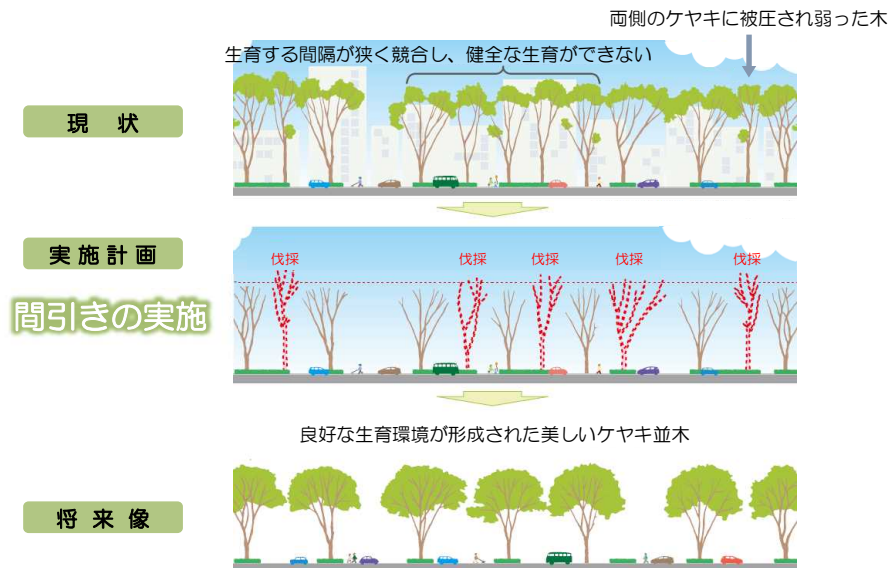 両側のケヤキに被圧され弱った木
生育する間隔が狭く競合し、健全な生育ができない
現 状
実 施 計 画
伐採 伐採 伐採 伐採 伐採
間引きの実施
良好な生育環境が形成された美しいケヤキ並木
将 来 像